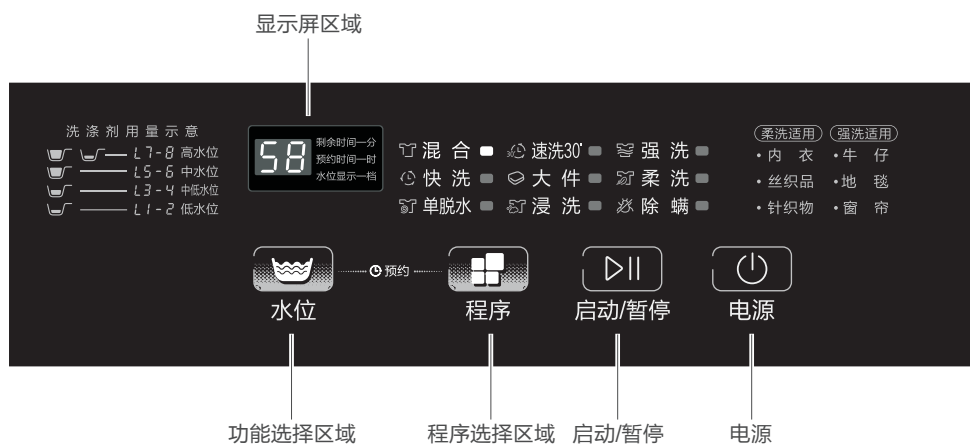 显示屏区域
洗涤剂用量示意
L7-8 高水位
L5-6 中水位
L3-4 中低水位
L1-2 低水位
58
剩余时间—分
预约时间—时
水位显示—档
混合 速洗30' 强洗
快洗 大件 柔洗
单脱水 浸洗 除螨
柔洗适用 强洗适用
·内衣 ·牛仔
·丝织品 ·地毯
·针织物 ·窗帘
预约
水位 程序 启动/暂停 电源
功能选择区域 程序选择区域 启动/暂停 电源